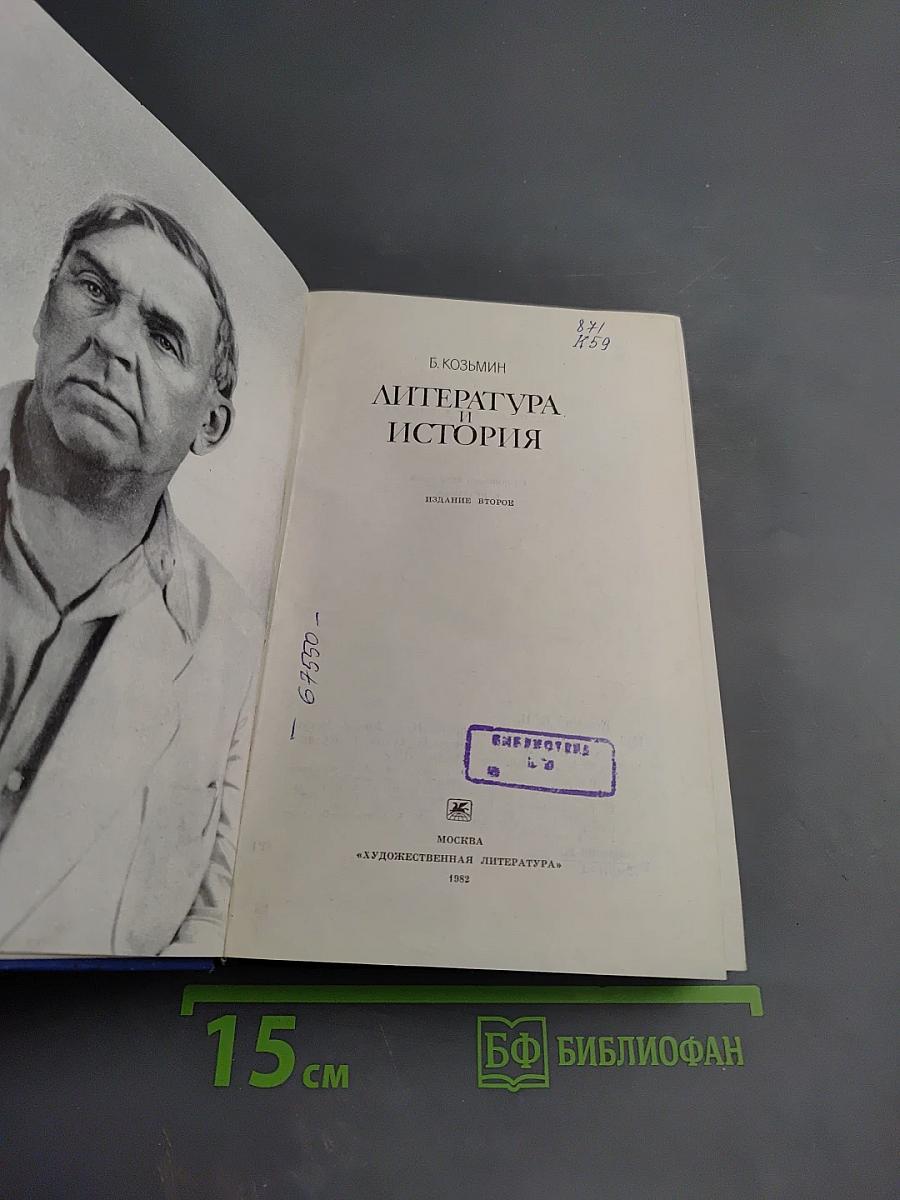 871
К59
Б. КОЗЬМИН
ЛИТЕРАТУРА
И
ИСТОРИЯ
ИЗДАНИЕ ВТОРОЕ
— 67550 —
БИБЛИОТЕКА
МОСКВА
«ХУДОЖЕСТВЕННАЯ ЛИТЕРАТУРА»
1982
15 см
БФ БИБЛИОФАН